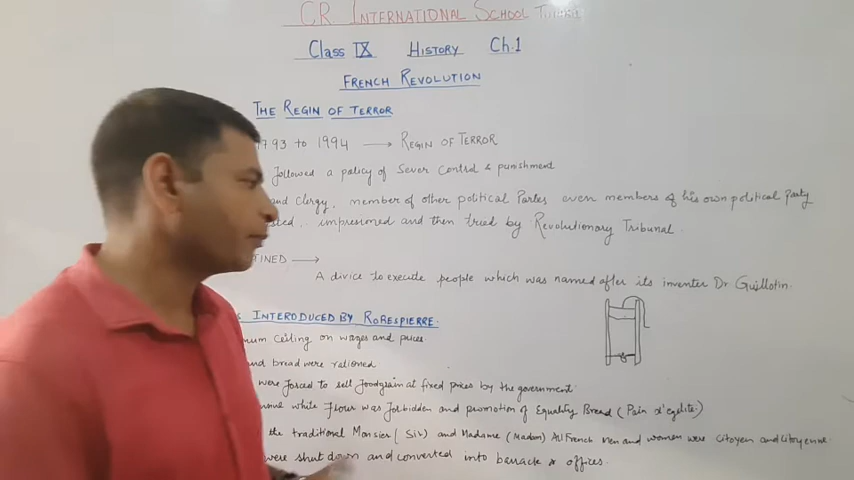 C.R. INTERNATIONAL SCHOOL
Class IX HISTORY Ch.1
FRENCH REVOLUTION
THE REGIN OF TERROR
1793 to 1994 → REGIN OF TERROR
followed a policy of Sever Control & punishment
and clergy, member of other political Parties even members of his own political Party
impresioned and then tried by Revolutionary Tribunal.
TINED →
A divice to execute people which was named after its inventer Dr Guillotin.
INTERODUCED BY ROBESPIERRE
ceiling on wages and prices
and bread were rationed
were forced to sell foodgrain at fixed prices by the government
white flour was forbidden and promotion of Equality Bread (Pain d'egelite)
the traditional Monsier (Sir) and Madame (Madam) All French Men and women were citoyen and citoyenne
were shut down and converted into barrack & offices.